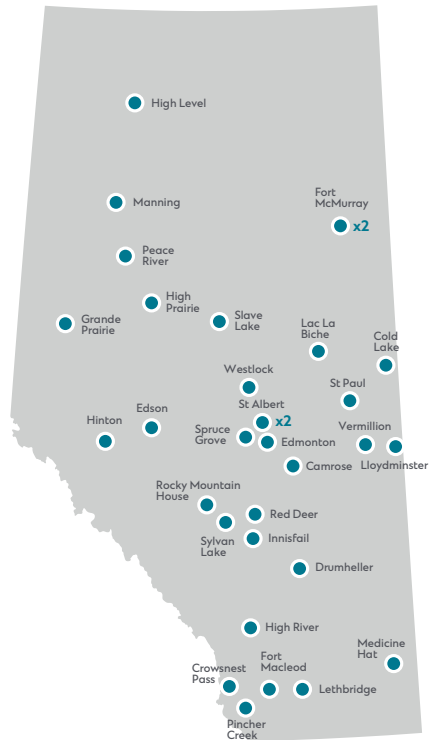 High Level
Manning
Fort
McMurray
x2
Peace
River
High
Prairie
Grande
Prairie
Slave
Lake
Lac La
Biche
Cold
Lake
Westlock
St Paul
St Albert
x2
Edson
Hinton
Spruce
Grove
Edmonton
Vermillion
Lloydminster
Camrose
Rocky Mountain
House
Red Deer
Sylvan
Lake
Innisfail
Drumheller
High River
Medicine
Hat
Crowsnest
Pass
Fort
Macleod
Lethbridge
Pincher
Creek